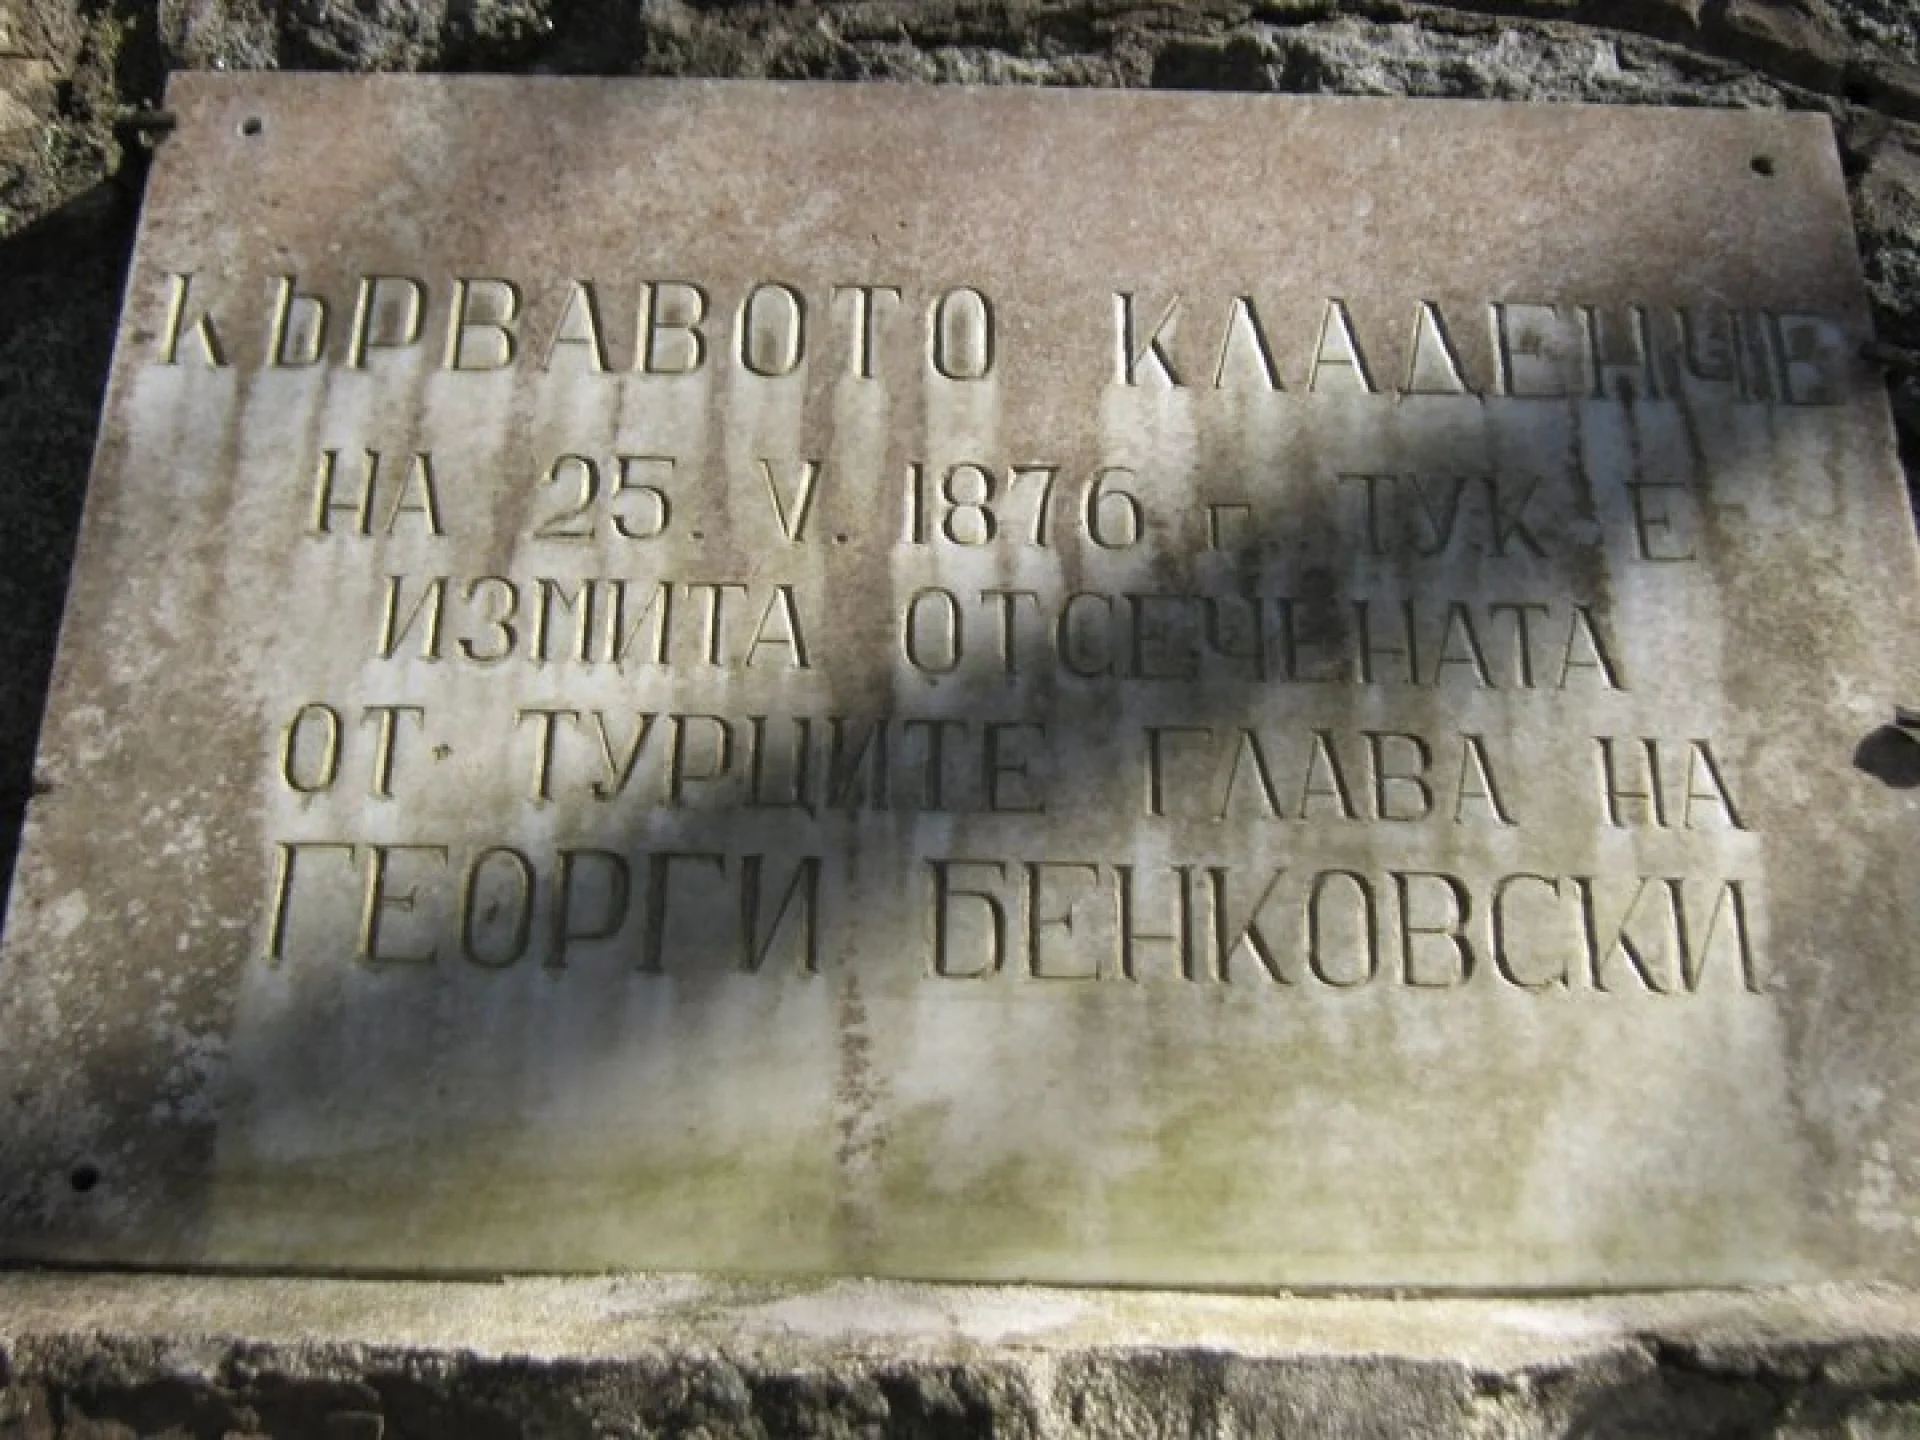 КЪРВАВОТО КЛАДЕНЧЕ
НА 25. V. 1876 г. ТУК Е
ИЗМИТА ОТСЕЧЕНАТА
ОТ ТУРЦИТЕ ГЛАВА НА
ГЕОРГИ БЕНКОВСКИ